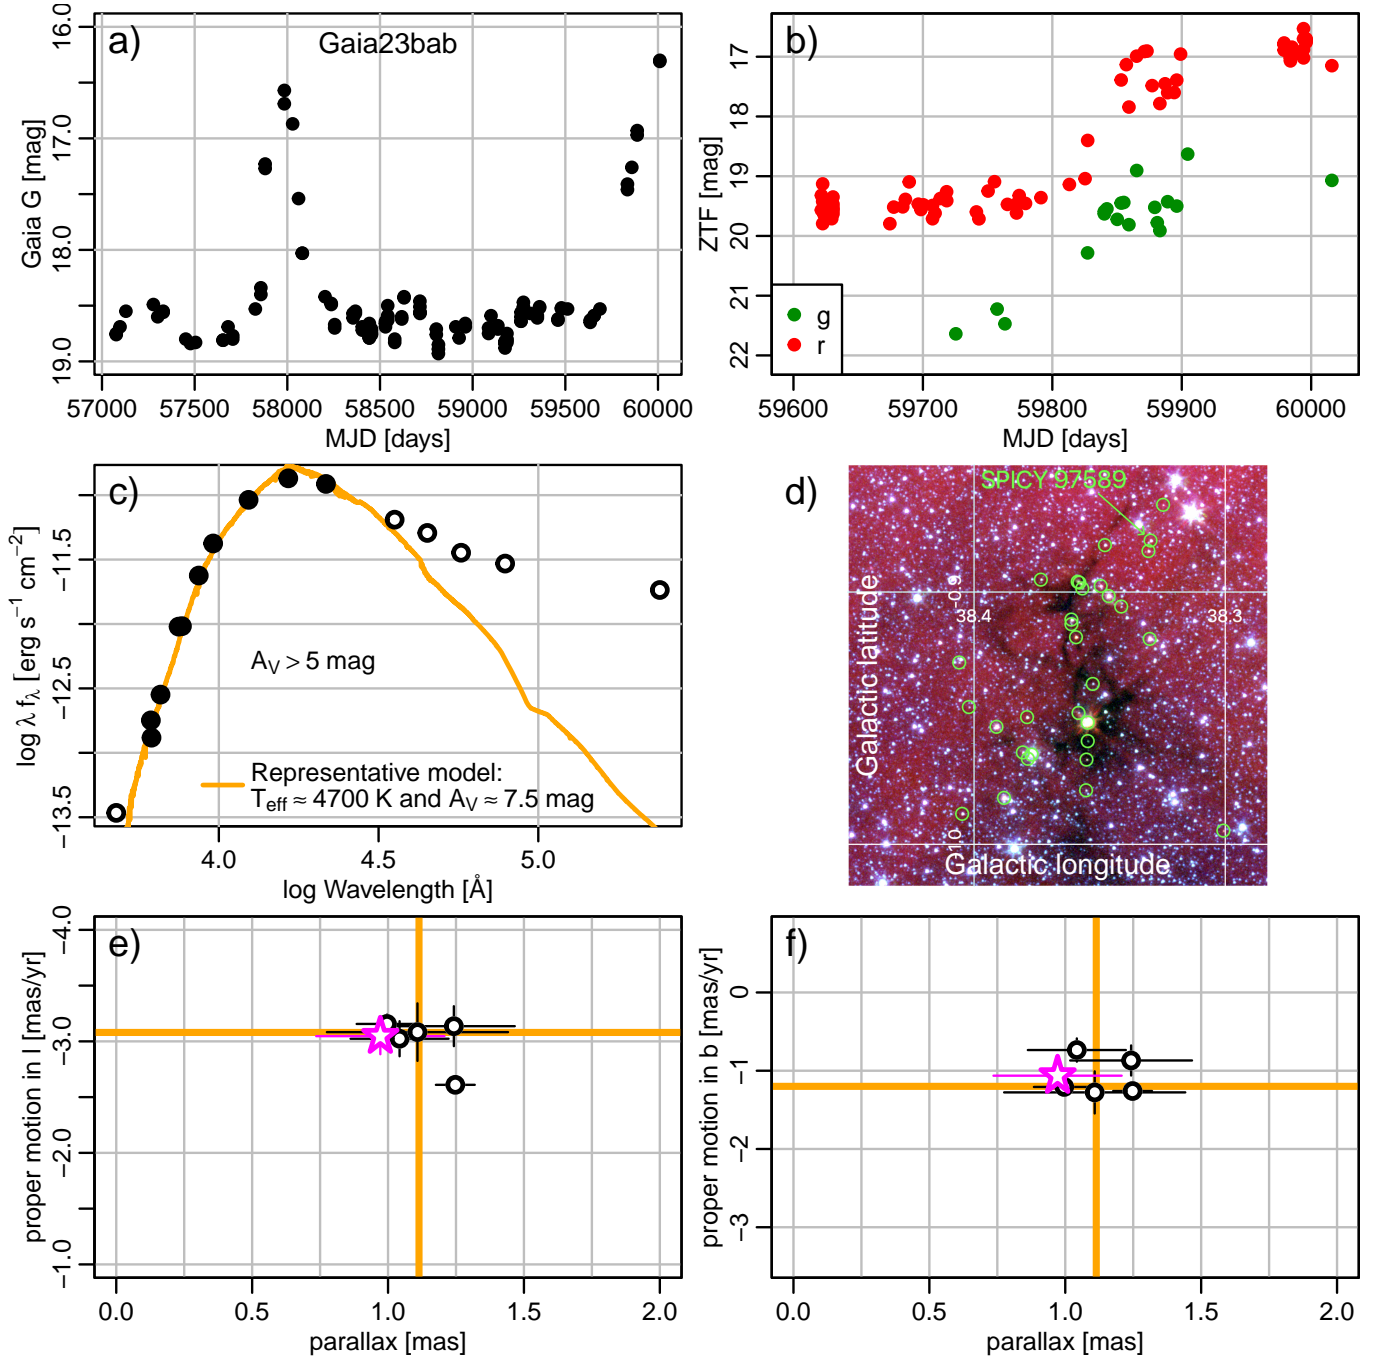 a)
Gaia23bab
Gaia G [mag]
16.0
17.0
18.0
19.0
57000 57500 58000 58500 59000 59500 60000
MJD [days]
b)
ZTF [mag]
17
18
19
20
21
22
g
r
59600 59700 59800 59900 60000
MJD [days]
c)
log λ f_λ [erg s⁻¹ cm⁻²]
−11.5
−12.5
−13.5
A_V > 5 mag
Representative model:
T_eff ≈ 4700 K and A_V ≈ 7.5 mag
4.0 4.5 5.0
log Wavelength [Å]
d)
SPICY 97589
Galactic latitude
−0.9
38.4
38.3
−1.0
Galactic longitude
e)
proper motion in l [mas/yr]
−4.0
−3.0
−2.0
−1.0
0.0 0.5 1.0 1.5 2.0
parallax [mas]
f)
proper motion in b [mas/yr]
0
−1
−2
−3
0.0 0.5 1.0 1.5 2.0
parallax [mas]